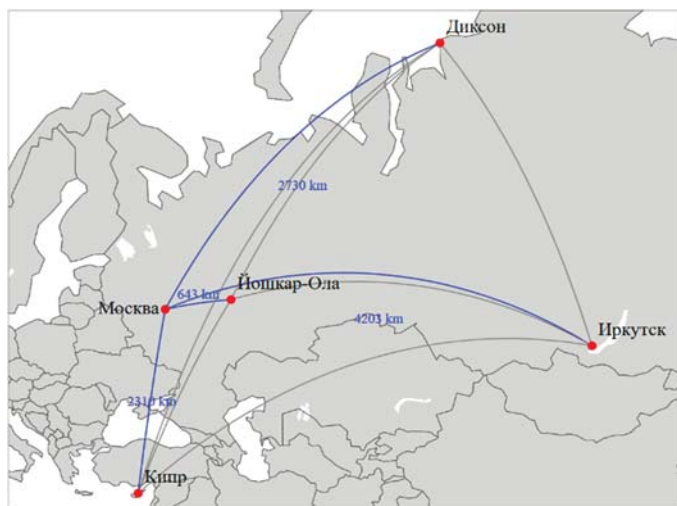 Диксон
2730 km
Йошкар-Ола
643 km
Москва
4203 km
Иркутск
2310 km
Кипр